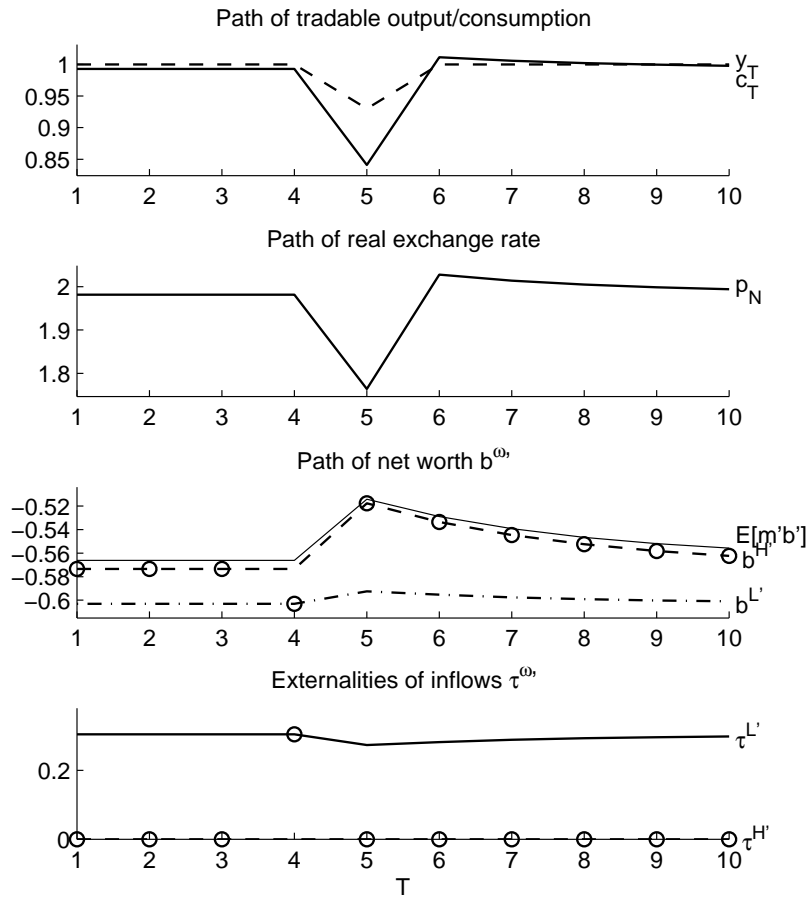 Path of tradable output/consumption
1
0.95
0.9
0.85
y_T
c_T
1 2 3 4 5 6 7 8 9 10
Path of real exchange rate
2
1.9
1.8
p_N
1 2 3 4 5 6 7 8 9 10
Path of net worth b^ω'
−0.52
−0.54
−0.56
−0.58
−0.6
E[m'b']
b^H'
b^L'
1 2 3 4 5 6 7 8 9 10
Externalities of inflows τ^ω'
0.2
0
τ^L'
τ^H'
1 2 3 4 5 6 7 8 9 10
T